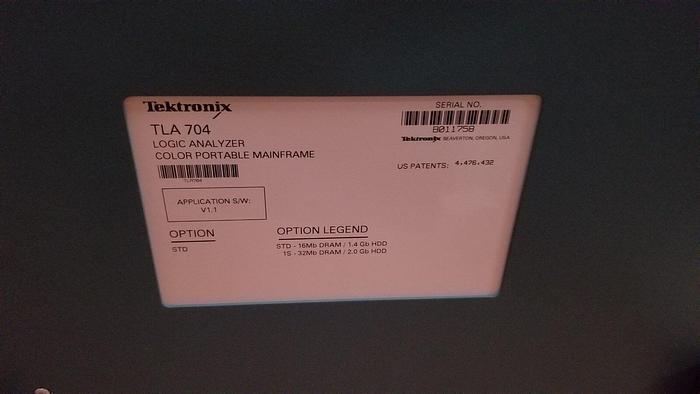 Tektronix
TLA 704
LOGIC ANALYZER
COLOR PORTABLE MAINFRAME
TLA704
APPLICATION S/W:
V1.1
OPTION
STD
OPTION LEGEND
STD - 16Mb DRAM / 1.4 Gb HDD
1S - 32Mb DRAM / 2.0 Gb HDD
SERIAL NO.
B011758
Tektronix BEAVERTON, OREGON, USA
US PATENTS: 4,476,432